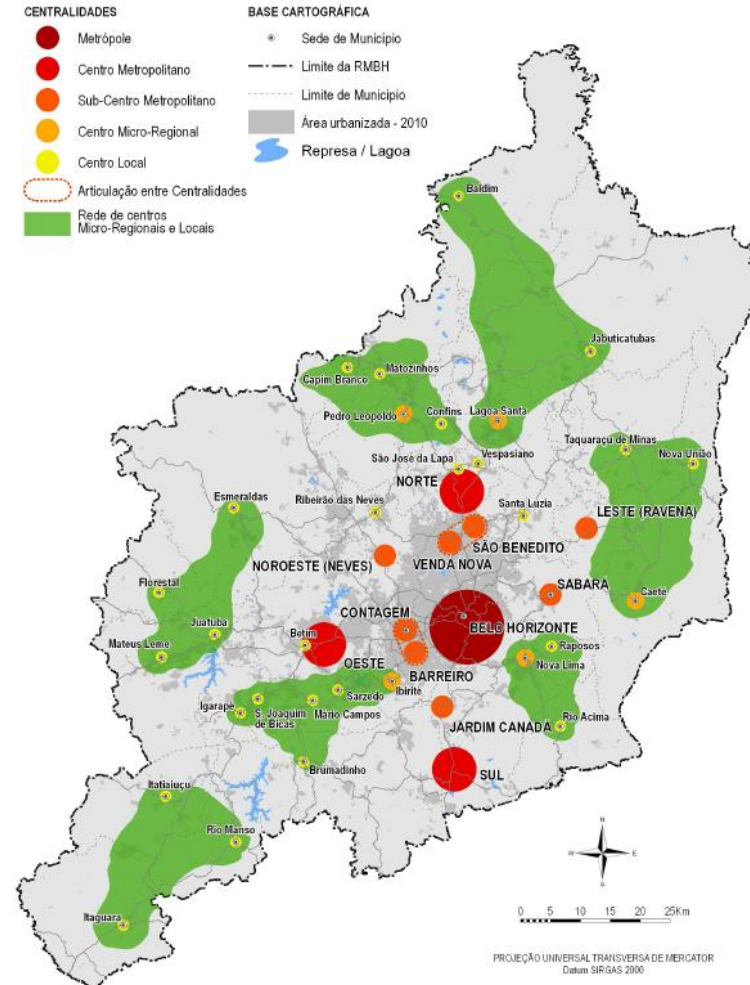 CENTRALIDADES
Metrópole
Centro Metropolitano
Sub-Centro Metropolitano
Centro Micro-Regional
Centro Local
Articulação entre Centralidades
Rede de centros
Micro-Regionais e Locais
BASE CARTOGRÁFICA
Sede de Município
Limite da RMBH
Limite de Município
Área urbanizada - 2010
Represa / Lagoa
Baldim
Jabuticatubas
Capim Branco
Matozinhos
Pedro Leopoldo
Confins
Lagoa Santa
Taquaraçu de Minas
Nova União
São José da Lapa
Vespasiano
NORTE
Esmeraldas
Ribeirão das Neves
Santa Luzia
LESTE (RAVENA)
SÃO BENEDITO
VENDA NOVA
NOROESTE (NEVES)
Florestal
SABARÁ
Caete
CONTAGEM
BELO HORIZONTE
Juatuba
Betim
Mateus Leme
OESTE
Raposos
Nova Lima
BARREIRO
Ibirité
Sarzedo
Igarapé
S. Joaquim
de Bicas
Mario Campos
JARDIM CANADÁ
Rio Acima
Brumadinho
SUL
Itatiaiuçu
Rio Manso
Itaguara
N
W
E
S
0 5 10 15 20 25Km
PROJEÇÃO UNIVERSAL TRANSVERSA DE MERCATOR
Datum SIRGAS 2000